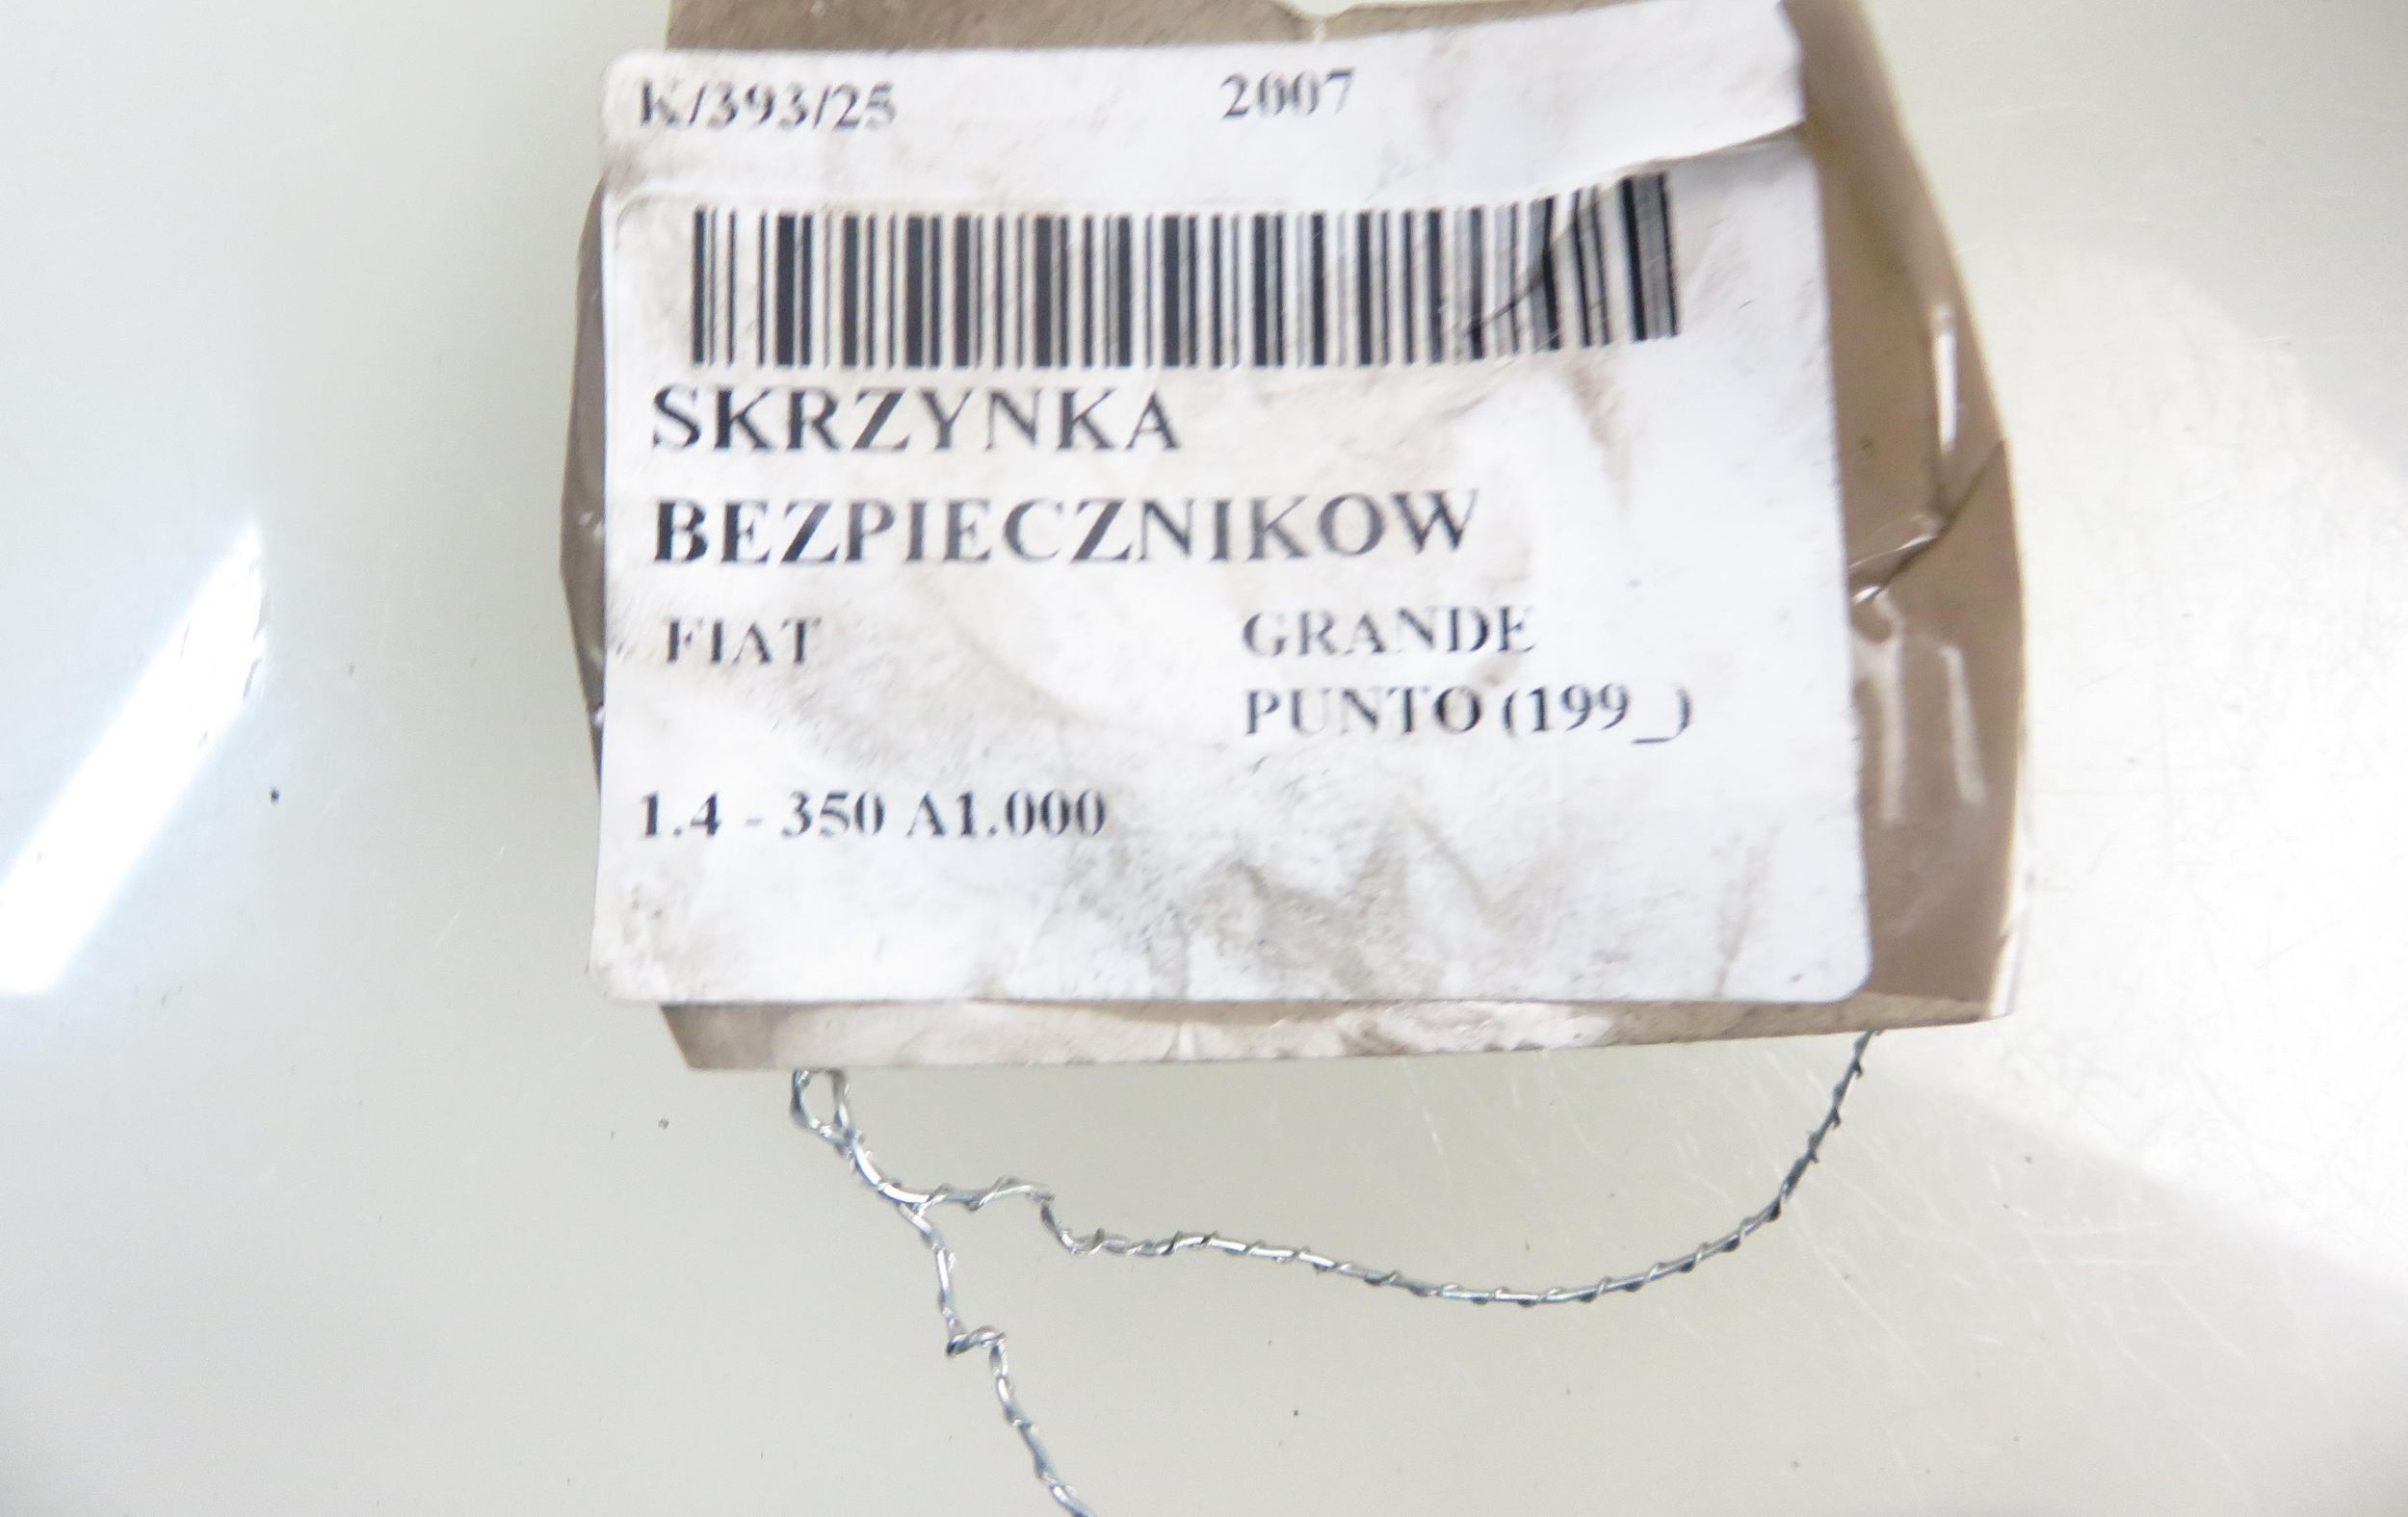 K/393/25 2007
SKRZYNKA
BEZPIECZNIKOW
FIAT GRANDE
PUNTO (199_)
1.4 - 350 A1.000